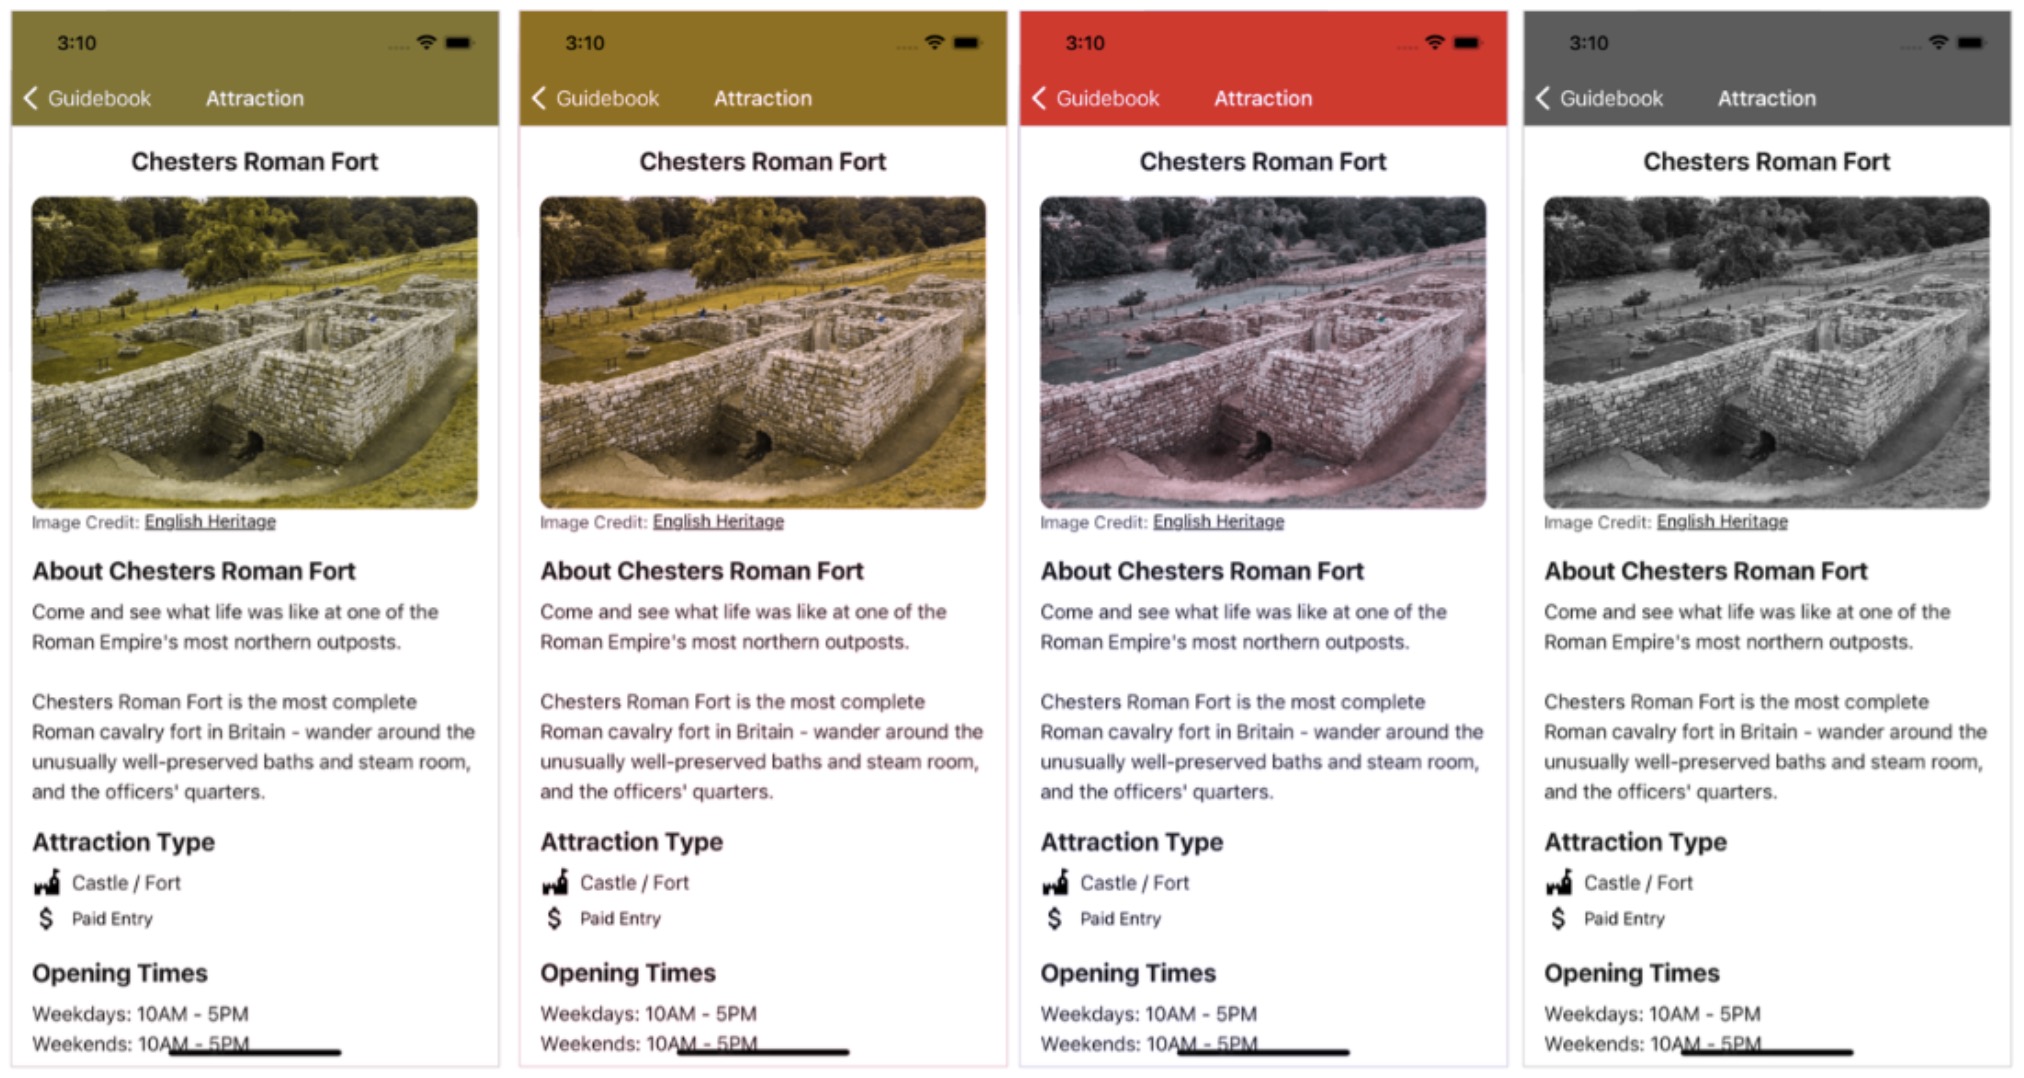 3:10
Guidebook Attraction
Chesters Roman Fort
Image Credit: English Heritage
About Chesters Roman Fort
Come and see what life was like at one of the
Roman Empire's most northern outposts.
Chesters Roman Fort is the most complete
Roman cavalry fort in Britain - wander around the
unusually well-preserved baths and steam room,
and the officers' quarters.
Attraction Type
Castle / Fort
$ Paid Entry
Opening Times
Weekdays: 10AM - 5PM
Weekends: 10AM - 5PM
3:10
Guidebook Attraction
Chesters Roman Fort
Image Credit: English Heritage
About Chesters Roman Fort
Come and see what life was like at one of the
Roman Empire's most northern outposts.
Chesters Roman Fort is the most complete
Roman cavalry fort in Britain - wander around the
unusually well-preserved baths and steam room,
and the officers' quarters.
Attraction Type
Castle / Fort
$ Paid Entry
Opening Times
Weekdays: 10AM - 5PM
Weekends: 10AM - 5PM
3:10
Guidebook Attraction
Chesters Roman Fort
Image Credit: English Heritage
About Chesters Roman Fort
Come and see what life was like at one of the
Roman Empire's most northern outposts.
Chesters Roman Fort is the most complete
Roman cavalry fort in Britain - wander around the
unusually well-preserved baths and steam room,
and the officers' quarters.
Attraction Type
Castle / Fort
$ Paid Entry
Opening Times
Weekdays: 10AM - 5PM
Weekends: 10AM - 5PM
3:10
Guidebook Attraction
Chesters Roman Fort
Image Credit: English Heritage
About Chesters Roman Fort
Come and see what life was like at one of the
Roman Empire's most northern outposts.
Chesters Roman Fort is the most complete
Roman cavalry fort in Britain - wander around the
unusually well-preserved baths and steam room,
and the officers' quarters.
Attraction Type
Castle / Fort
$ Paid Entry
Opening Times
Weekdays: 10AM - 5PM
Weekends: 10AM - 5PM